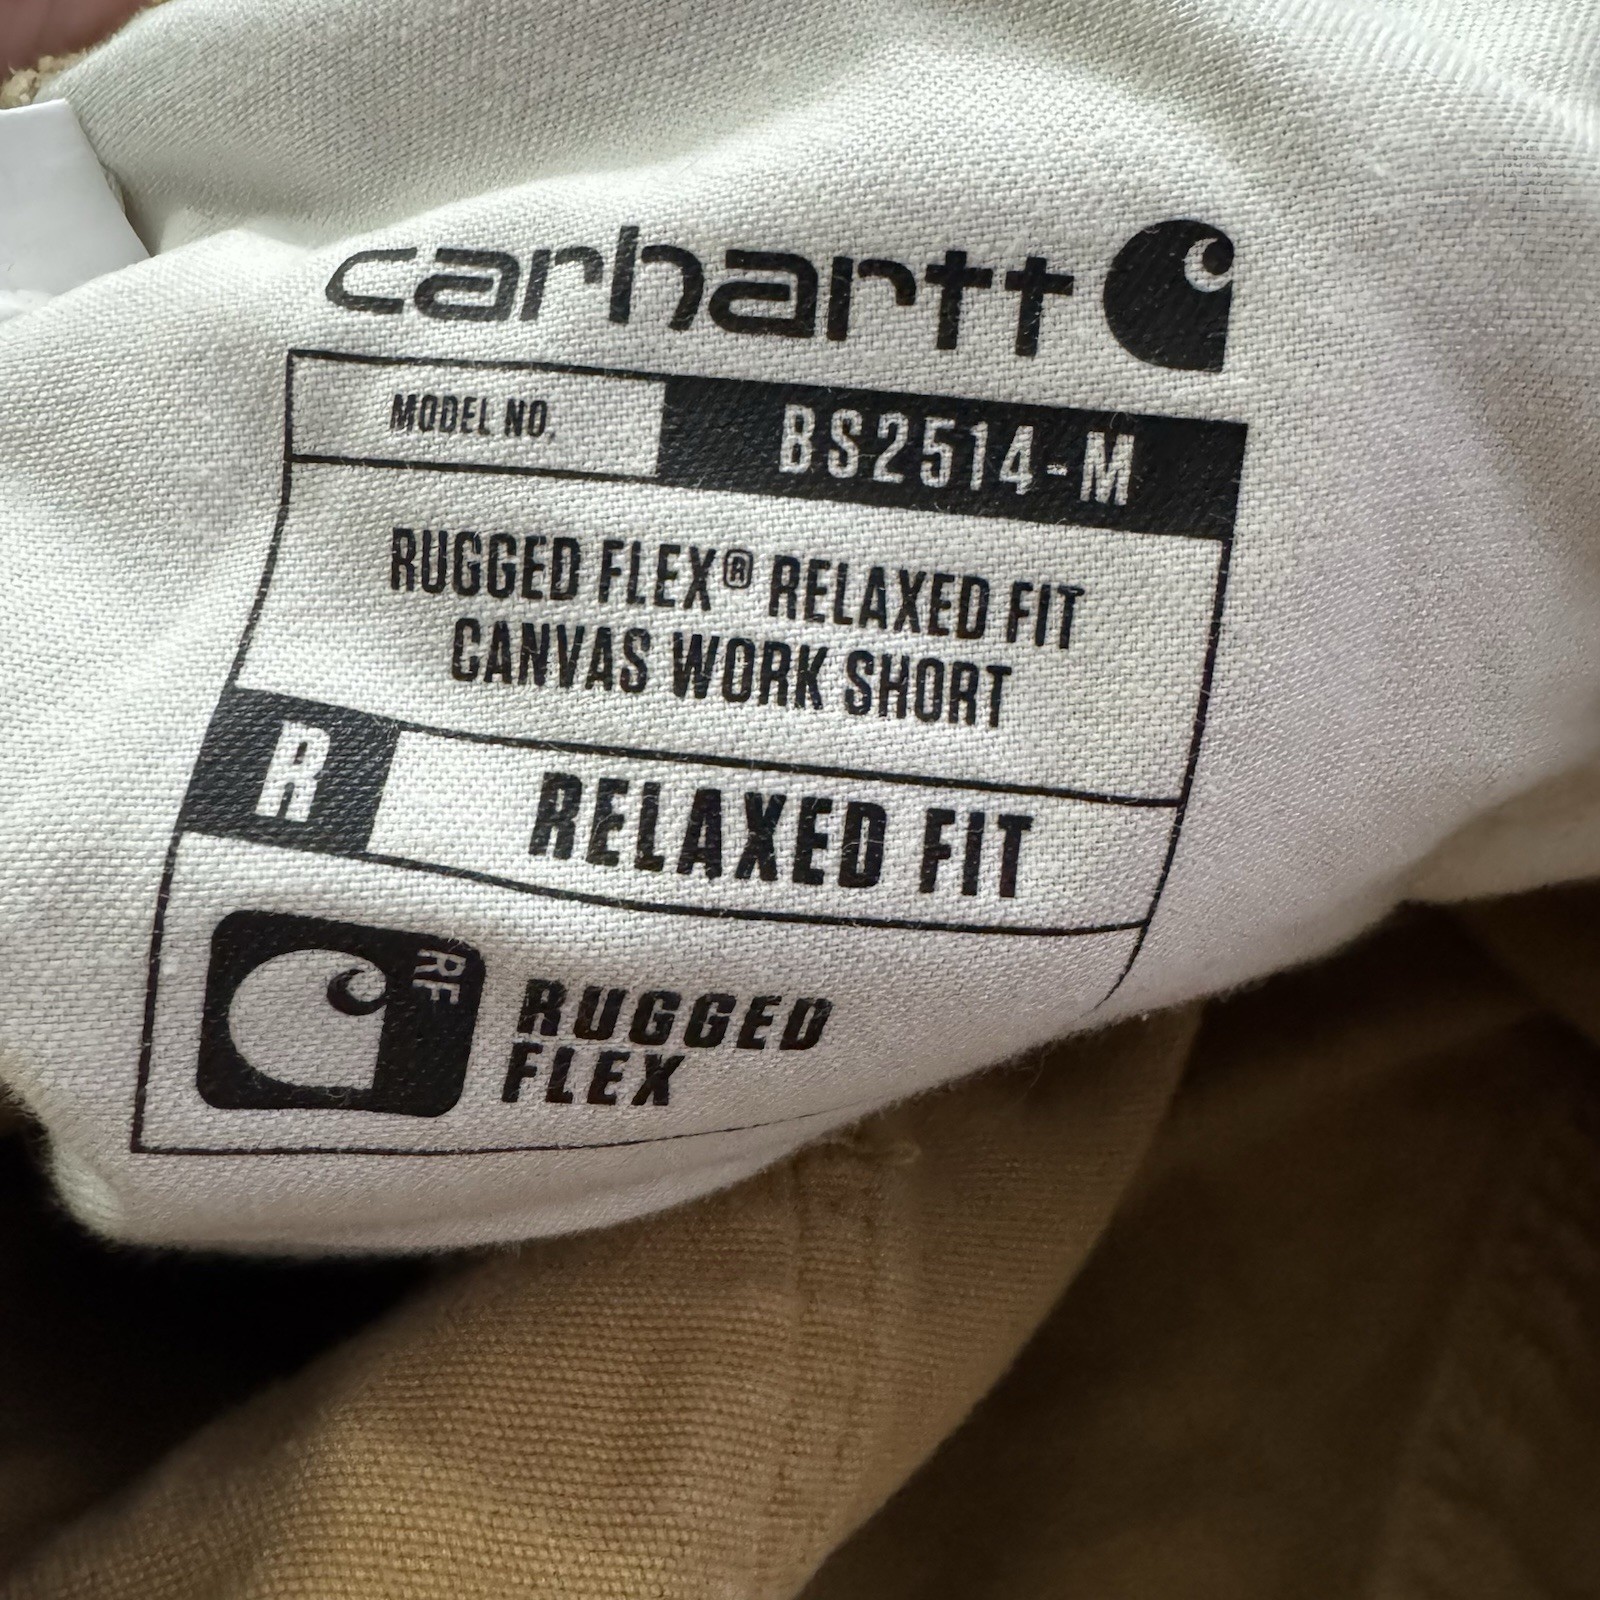 carhartt
MODEL NO. BS2514-M
RUGGED FLEX® RELAXED FIT
CANVAS WORK SHORT
R RELAXED FIT
RF
RUGGED
FLEX